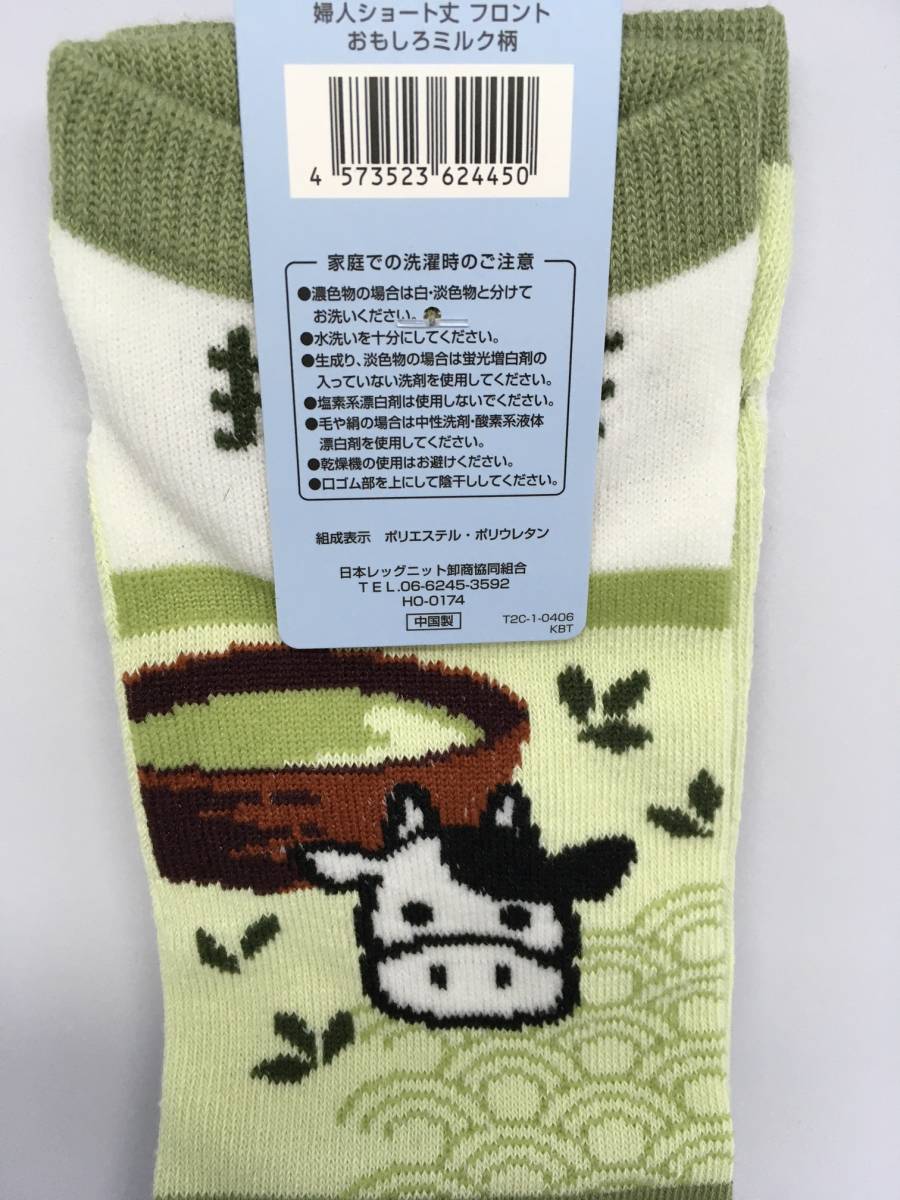 婦人ショート丈 フロント
おもしろミルク柄
4 573523 624450
家庭での洗濯時のご注意
●濃色物の場合は白・淡色物と分けて
お洗いください。
●水洗いを十分にしてください。
●生成り、淡色物の場合は蛍光増白剤の
入っていない洗剤を使用してください。
●塩素系漂白剤は使用しないでください。
●毛や絹の場合は中性洗剤・酸素系液体
漂白剤を使用してください。
●乾燥機の使用はお避けください。
●口ゴム部を上にして陰干ししてください。
組成表示 ポリエステル・ポリウレタン
日本レッグニット卸商協同組合
TEL.06-6245-3592
HO-0174
中国製
T2C-1-0406
KBT